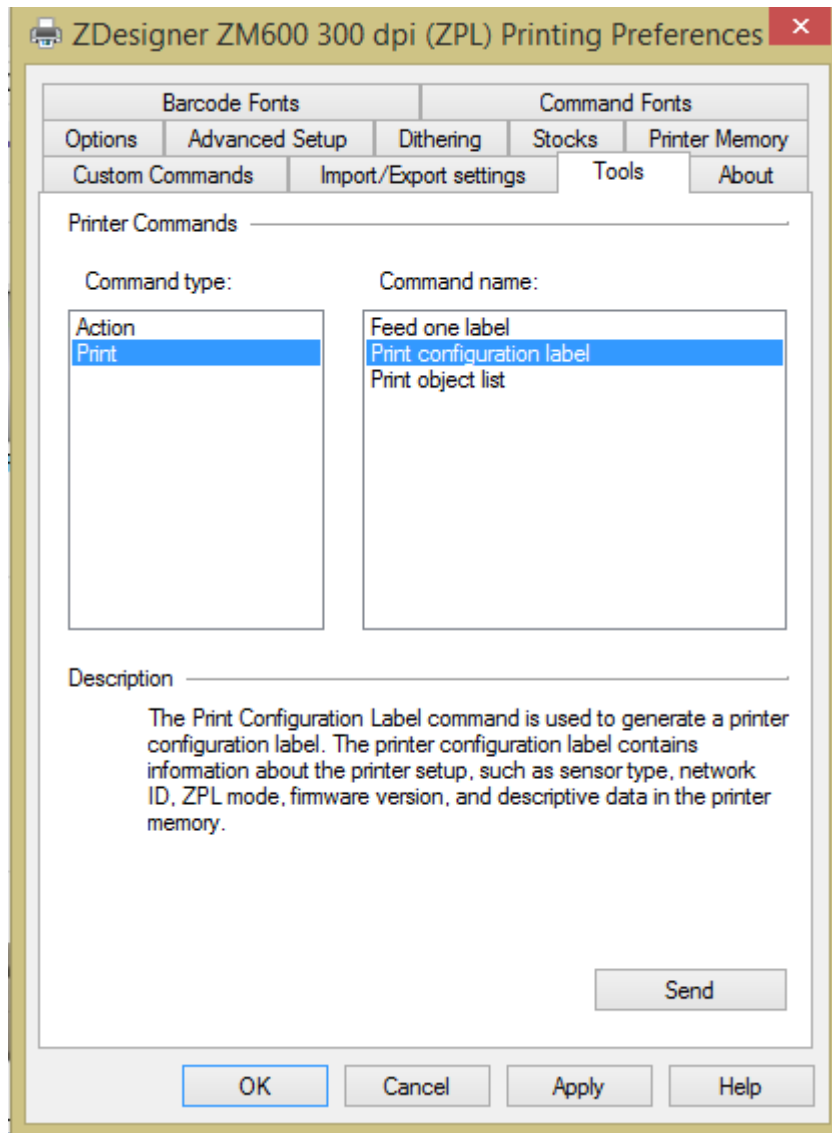 ZDesigner ZM600 300 dpi (ZPL) Printing Preferences
Barcode Fonts Command Fonts
Options Advanced Setup Dithering Stocks Printer Memory
Custom Commands Import/Export settings Tools About
Printer Commands
Command type: Command name:
Action Feed one label
Print Print configuration label
Print object list
Description
The Print Configuration Label command is used to generate a printer
configuration label. The printer configuration label contains
information about the printer setup, such as sensor type, network
ID, ZPL mode, firmware version, and descriptive data in the printer
memory.
Send
OK Cancel Apply Help